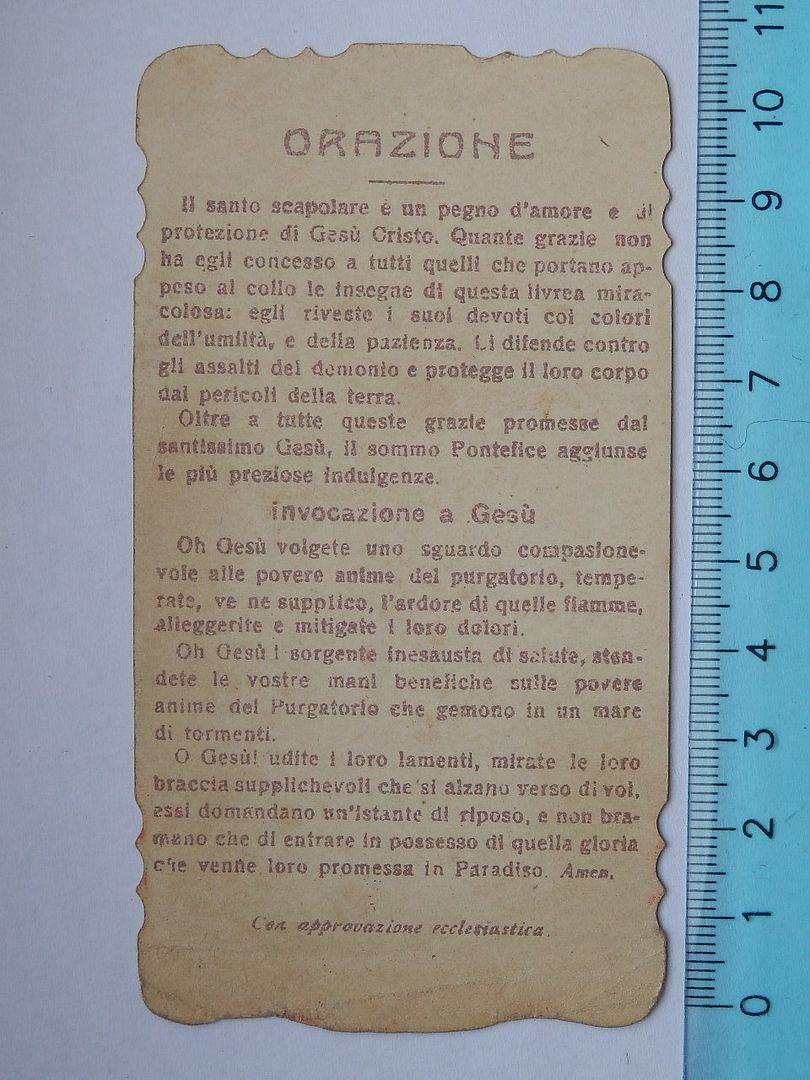 ORAZIONE
Il santo scapolare è un pegno d'amore e di
protezione di Gesù Cristo. Quante grazie non
ha egli concesso a tutti quelli che portano ap-
peso al collo le insegne di questa livrea mira-
colosa: egli riveste i suoi devoti coi colori
dell'umiltà, e della pazienza. Li difende contro
gli assalti del demonio e protegge il loro corpo
dai pericoli della terra.
Oltre a tutte queste grazie promesse dal
santissimo Gesù, il sommo Pontefice aggiunse
le più preziose indulgenze.
invocazione a Gesù
Oh Gesù volgete uno sguardo compasione-
vole alle povere anime del purgatorio, tempe-
rate, ve ne supplico, l'ardore di quelle fiamme,
alleggerite e mitigate i loro dolori.
Oh Gesù! sorgente inesausta di salute, sten-
dete le vostre mani benefiche sulle povere
anime del Purgatorio che gemono in un mare
di tormenti.
O Gesù! udite i loro lamenti, mirate le loro
braccia supplichevoli che si alzano verso di voi,
essi domandano un'istante di riposo, e non bra-
mano che di entrare in possesso di quella gloria
che venne loro promessa in Paradiso. Amen.
Con approvazione ecclesiastica.
11
10
9
8
7
6
5
4
3
2
1
0